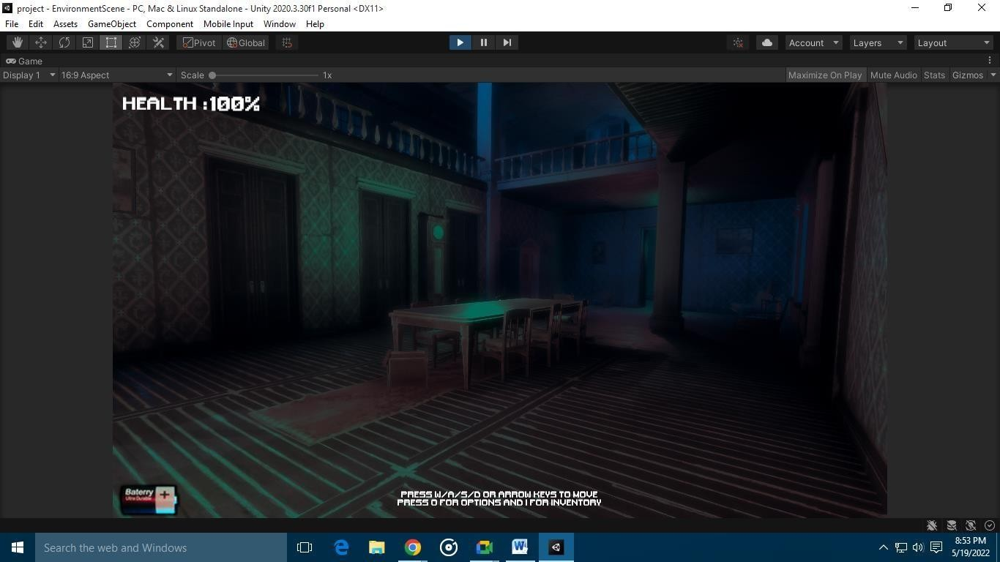 project - EnvironmentScene - PC, Mac & Linux Standalone - Unity 2020.3.30f1 Personal <DX11>
File Edit Assets GameObject Component Mobile Input Window Help
Pivot Global Account Layers Layout
Game
Display 1 16:9 Aspect Scale 1x Maximize On Play Mute Audio Stats Gizmos
HEALTH :100%
Baterry
Ultra Durable
PRESS W/A/S/D OR ARROW KEYS TO MOVE
PRESS O FOR OPTIONS AND I FOR INVENTORY
Search the web and Windows
8:53 PM
5/19/2022